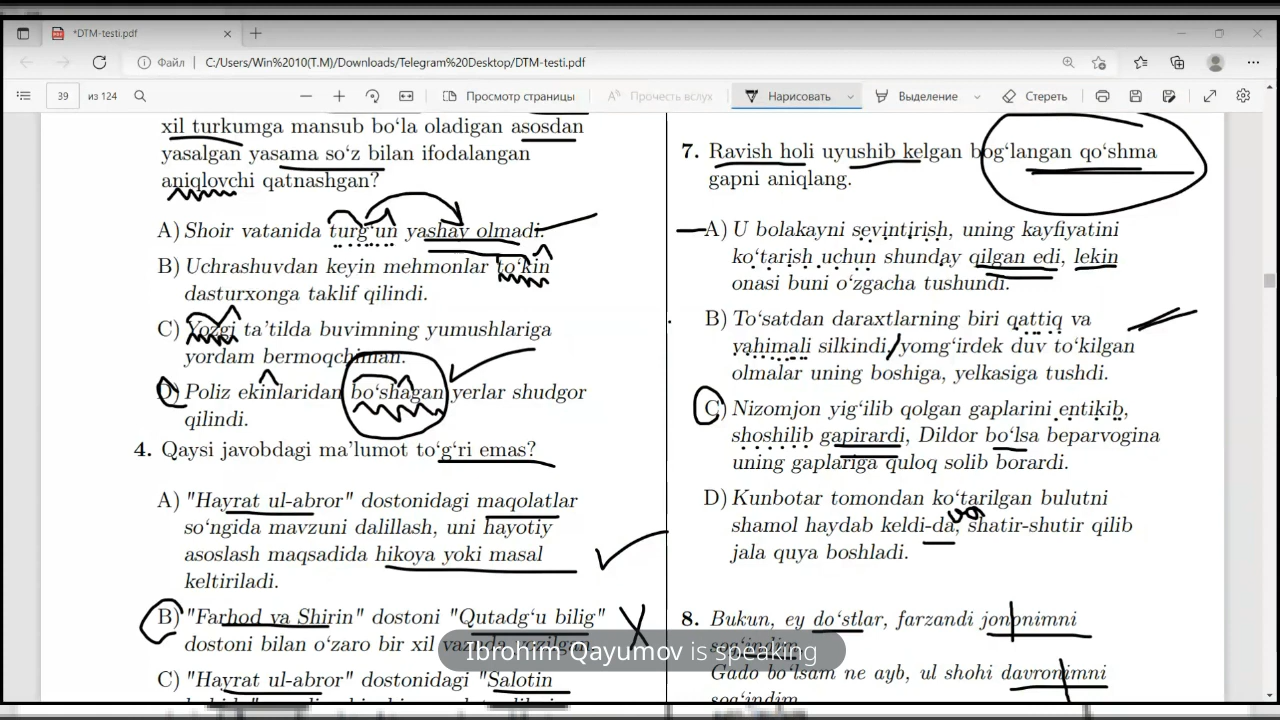 *DTM-testi.pdf
Файл
C:/Users/Win%2010(T.M)/Downloads/Telegram%20Desktop/DTM-testi.pdf
39 из 124
Просмотр страницы
Прочесть вслух
Нарисовать
Выделение
Стереть
xil turkumga mansub bo‘la oladigan asosdan
yasalgan yasama so‘z bilan ifodalangan
aniqlovchi qatnashgan?
A) Shoir vatanida turg‘un yashay olmadi.
B) Uchrashuvdan keyin mehmonlar to‘kin
dasturxonga taklif qilindi.
C) Yozgi ta’tilda buvimning yumushlariga
yordam bermoqchiman.
D) Poliz ekinlaridan bo‘shagan yerlar shudgor
qilindi.
4. Qaysi javobdagi ma’lumot to‘g‘ri emas?
A) "Hayrat ul-abror" dostonidagi maqolatlar
so‘ngida mavzuni dalillash, uni hayotiy
asoslash maqsadida hikoya yoki masal
keltiriladi.
B) "Farhod va Shirin" dostoni "Qutadg‘u bilig"
dostoni bilan o‘zaro bir xil vaznda yozilgan.
C) "Hayrat ul-abror" dostonidagi "Salotin
7. Ravish holi uyushib kelgan bog‘langan qo‘shma
gapni aniqlang.
A) U bolakayni sevintirish, uning kayfiyatini
ko‘tarish uchun shunday qilgan edi, lekin
onasi buni o‘zgacha tushundi.
B) To‘satdan daraxtlarning biri qattiq va
vahimali silkindi, yomg‘irdek duv to‘kilgan
olmalar uning boshiga, yelkasiga tushdi.
C) Nizomjon yig‘ilib qolgan gaplarini entikib,
shoshilib gapirardi, Dildor bo‘lsa beparvogina
uning gaplariga quloq solib borardi.
D) Kunbotar tomondan ko‘tarilgan bulutni
va
shamol haydab keldi-da, shatir-shutir qilib
jala quya boshladi.
8. Bukun, ey do‘stlar, farzandi jononimni
sog‘indim,
Gado bo‘lsam ne ayb, ul shohi davronimni
sog‘indim
Ibrohim Qayumov is speaking